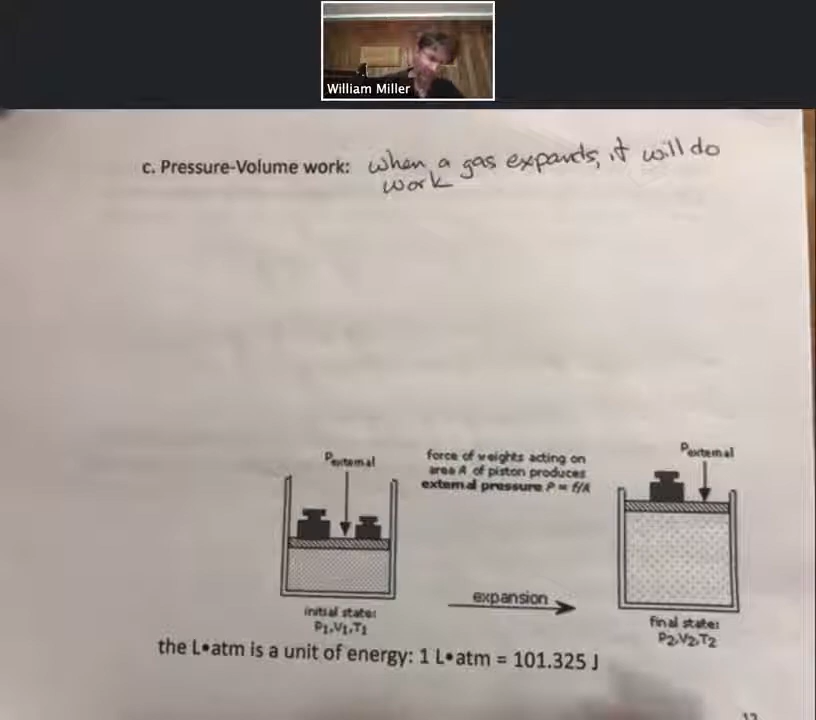 William Miller
c. Pressure-Volume work: when a gas expands, it will do
work
Pexternal
force of weights acting on
area A of piston produces
external pressure P = f/A
Pexternal
initial state:
P1,V1,T1
expansion
final state:
P2,V2,T2
the L•atm is a unit of energy: 1 L•atm = 101.325 J